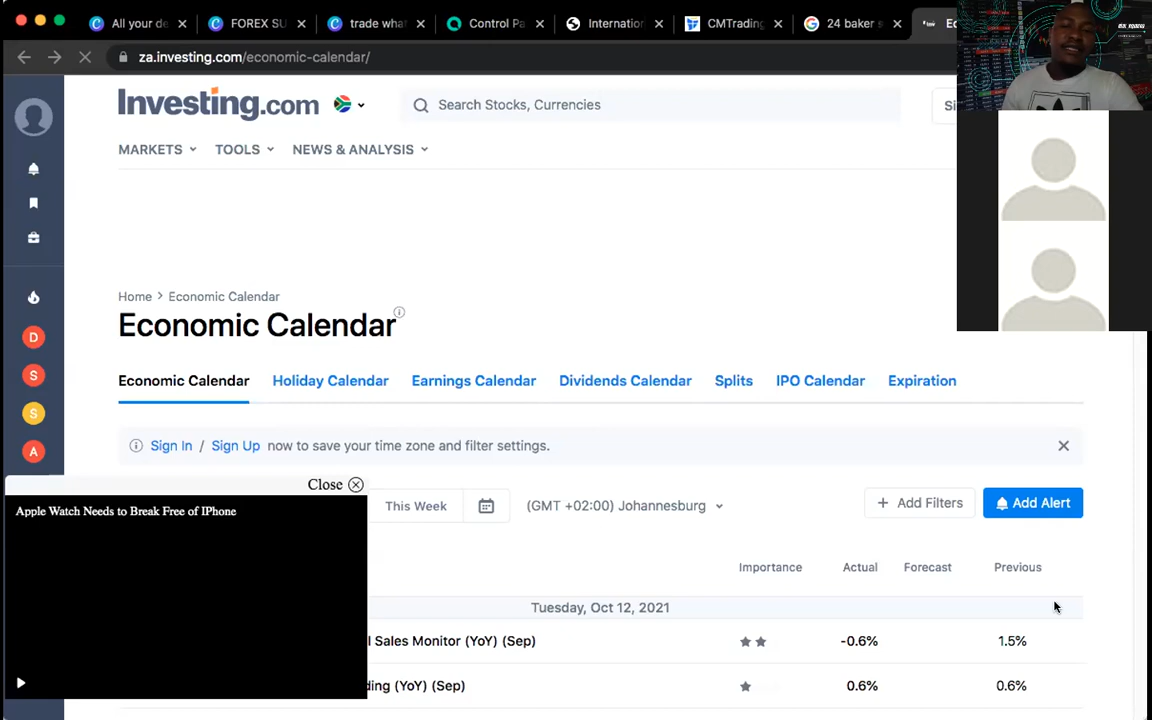 All your de
FOREX SU
trade what
Control Pa
Internation
CMTrading
24 baker s
Ec
za.investing.com/economic-calendar/
Investing.com
Search Stocks, Currencies
Si
MARKETS
TOOLS
NEWS & ANALYSIS
Home > Economic Calendar
Economic Calendar
Economic Calendar
Holiday Calendar
Earnings Calendar
Dividends Calendar
Splits
IPO Calendar
Expiration
Sign In / Sign Up now to save your time zone and filter settings.
D
S
S
A
Close
Apple Watch Needs to Break Free of IPhone
This Week
(GMT +02:00) Johannesburg
+ Add Filters
Add Alert
Importance
Actual
Forecast
Previous
Tuesday, Oct 12, 2021
l Sales Monitor (YoY) (Sep)
-0.6%
1.5%
ding (YoY) (Sep)
0.6%
0.6%